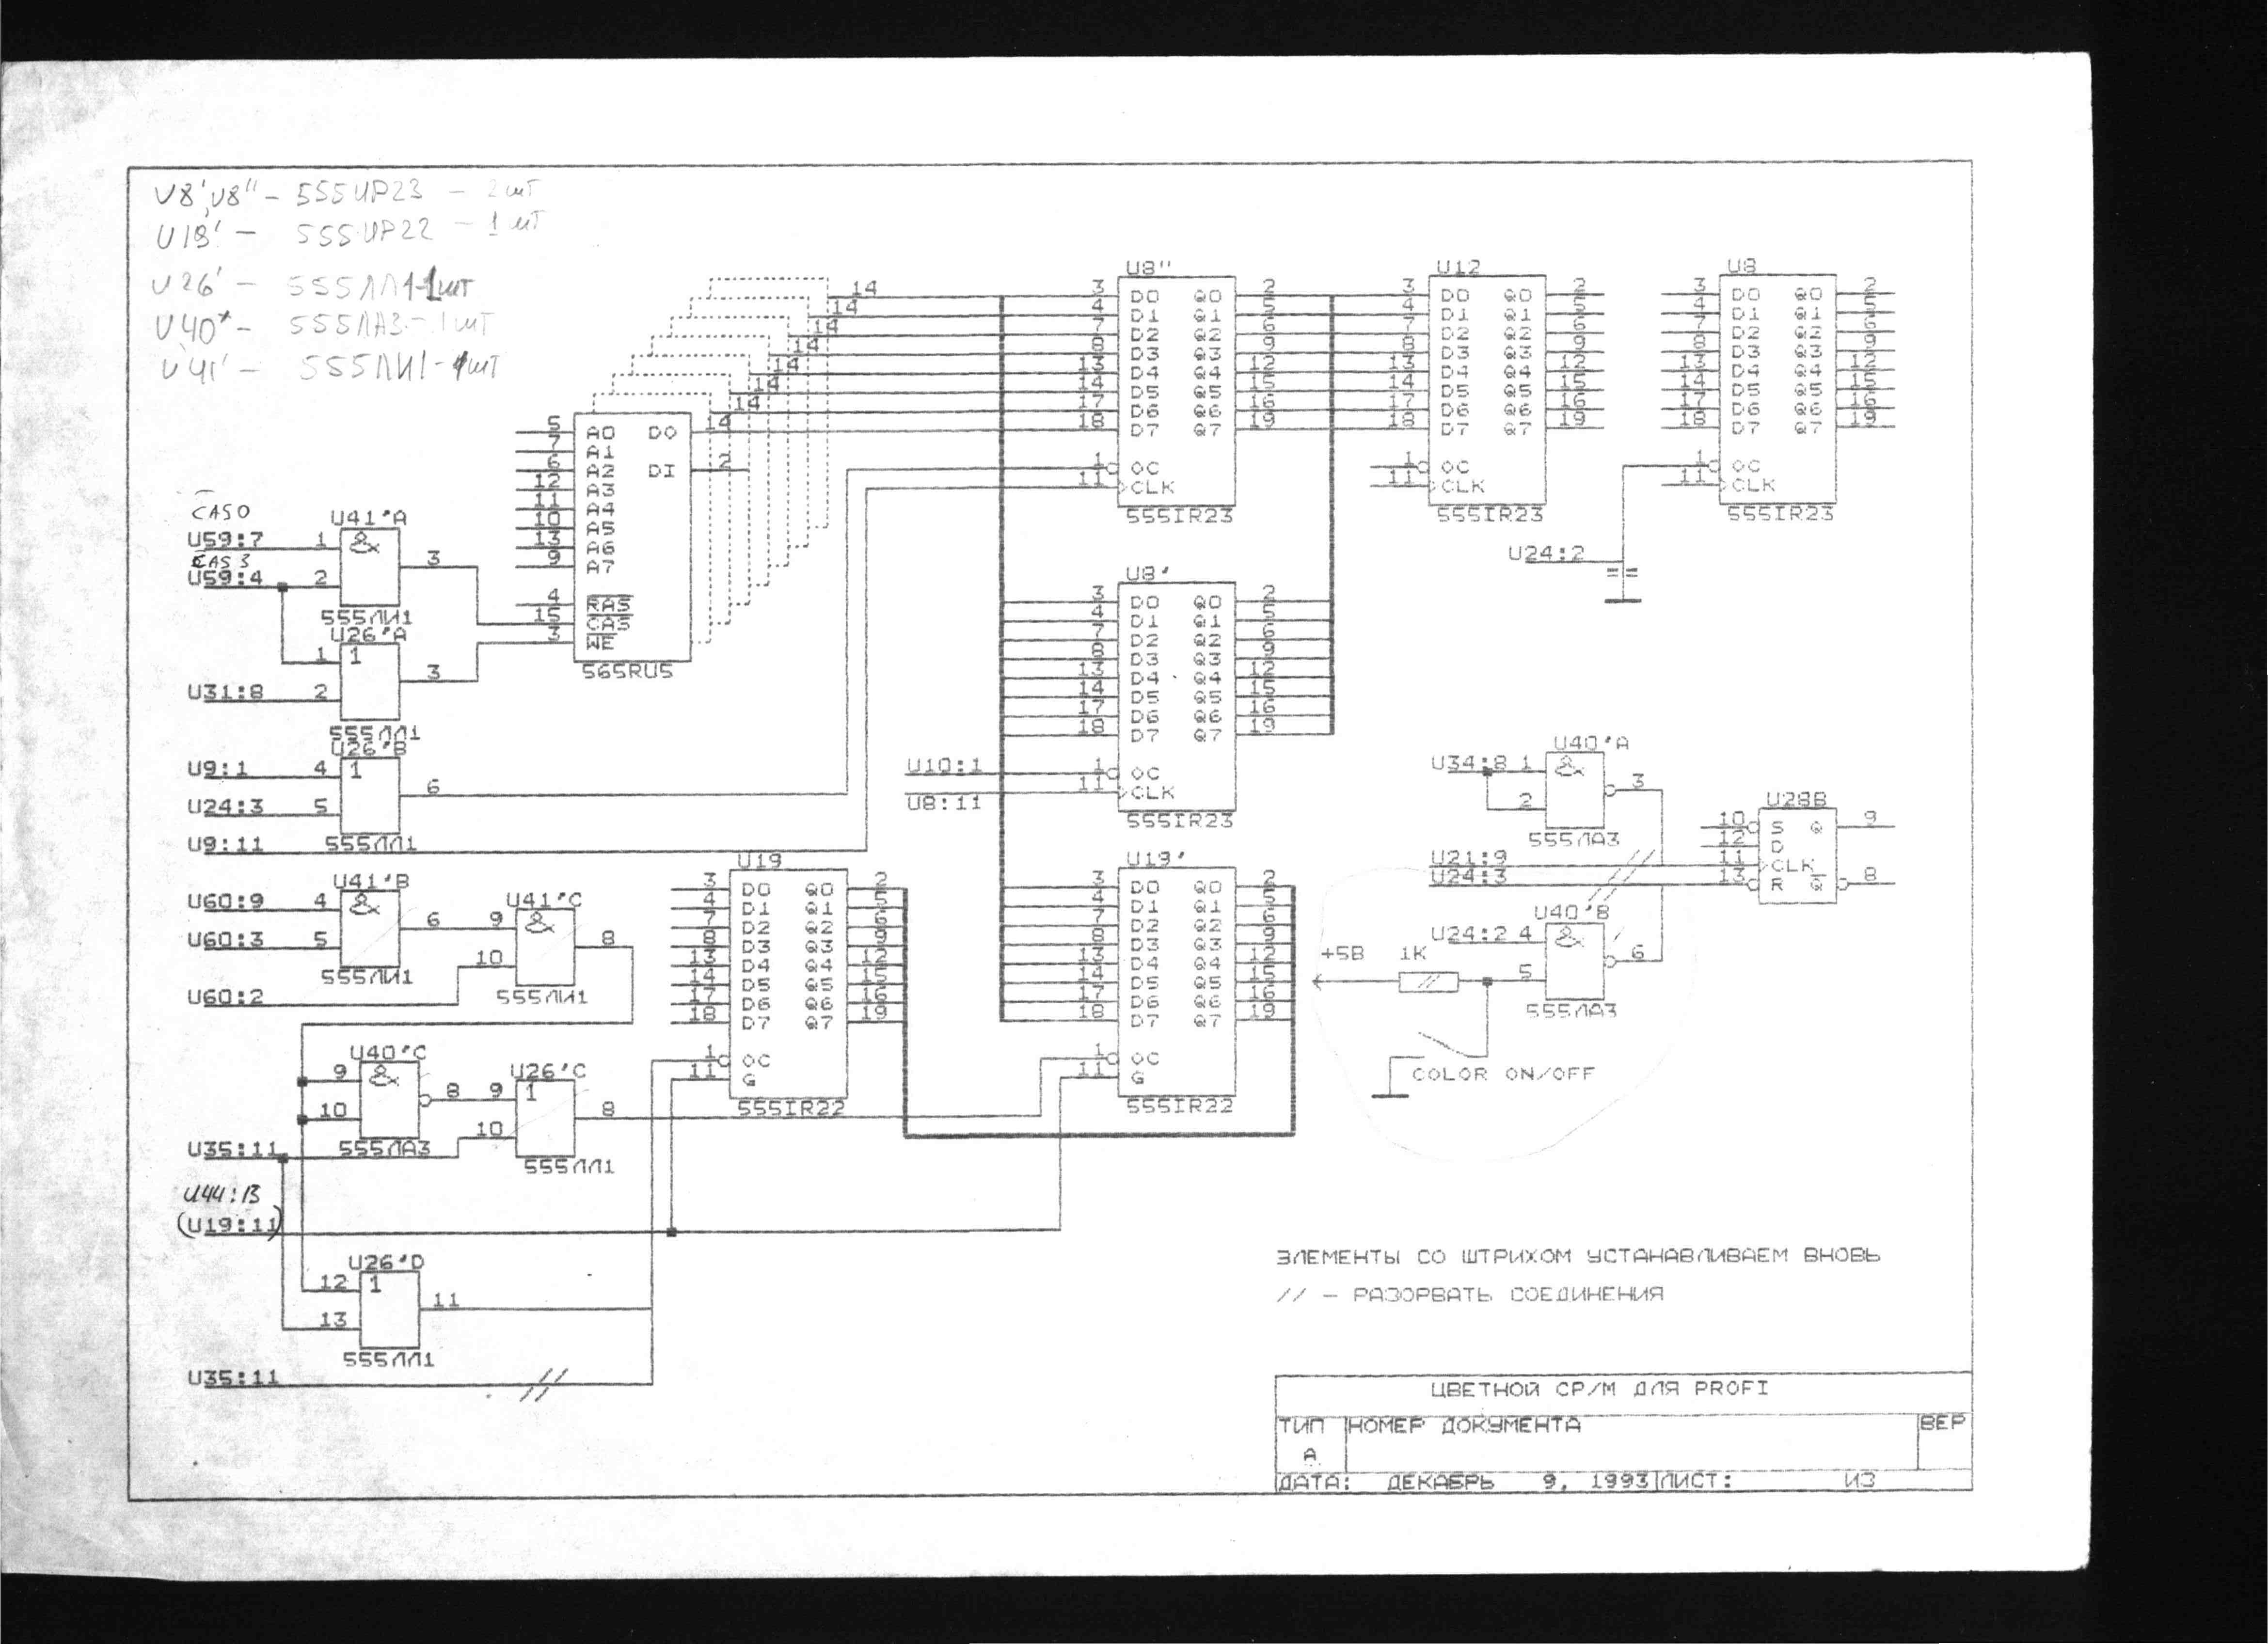 U8', U8" - 555ИР23 - 2шт
U19' - 555ИР22 - 1шт
U26' - 555ЛЛ1-1шт
U40* - 555ЛА3 - 1шт
U41' - 555ЛИ1-1шт
U8"
3 D0 Q0 2
4 D1 Q1 5
7 D2 Q2 6
8 D3 Q3 9
13 D4 Q4 12
14 D5 Q5 15
17 D6 Q6 16
18 D7 Q7 19
1 OC
11 CLK
555IR23
U12
3 D0 Q0 2
4 D1 Q1 5
7 D2 Q2 6
8 D3 Q3 9
13 D4 Q4 12
14 D5 Q5 15
17 D6 Q6 16
18 D7 Q7 19
1 OC
11 CLK
555IR23
U8
3 D0 Q0 2
4 D1 Q1 5
7 D2 Q2 6
8 D3 Q3 9
13 D4 Q4 12
14 D5 Q5 15
17 D6 Q6 16
18 D7 Q7 19
1 OC
11 CLK
555IR23
U24:2
14
14
14
14
14
14
14
14
5 A0 DO
7 A1
6 A2 DI 2
12 A3
11 A4
10 A5
13 A6
9 A7
4 RAS
15 CAS
3 WE
565RU5
CAS0
U59:7 1
CAS3
U59:4 2
U41'A
&
3
555ЛИ1
U26'A
1 1
U31:8 2
3
555ЛЛ1
U26'B
U9:1 4 1
U24:3 5
6
555ЛЛ1
U9:11
U8'
3 D0 Q0 2
4 D1 Q1 5
7 D2 Q2 6
8 D3 Q3 9
13 D4 Q4 12
14 D5 Q5 15
17 D6 Q6 16
18 D7 Q7 19
U10:1 1 OC
U8:11 11 CLK
555IR23
U41'B
U60:9 4 &
U60:3 5
6
555ЛИ1
U60:2
U41'C
9 &
10
8
555ЛИ1
U19
3 D0 Q0 2
4 D1 Q1 5
7 D2 Q2 6
8 D3 Q3 9
13 D4 Q4 12
14 D5 Q5 15
17 D6 Q6 16
18 D7 Q7 19
1 OC
11 G
555IR22
U19'
3 D0 Q0 2
4 D1 Q1 5
7 D2 Q2 6
8 D3 Q3 9
13 D4 Q4 12
14 D5 Q5 15
17 D6 Q6 16
18 D7 Q7 19
1 OC
11 G
555IR22
U40'A
U34:8 1 &
2
3
555ЛА3
U28B
10 S Q 9
12 D
U21:9 11 CLK
U24:3 13 R Q 8
U40'B
U24:2 4 &
5
6
555ЛА3
+5В 1К
COLOR ON/OFF
U40'C
9 &
10
8
555ЛА3
U26'C
9 1
10
8
555ЛЛ1
U35:11
U44:13
(U19:11)
U26'D
12 1
13
11
555ЛЛ1
U35:11 //
ЭЛЕМЕНТЫ СО ШТРИХОМ УСТАНАВЛИВАЕМ ВНОВЬ
// - РАЗОРВАТЬ СОЕДИНЕНИЯ
ЦВЕТНОЙ CP/M ДЛЯ PROFI
ТИП НОМЕР ДОКУМЕНТА ВЕР
A
ДАТА: ДЕКАБРЬ 9, 1993 ЛИСТ: ИЗ